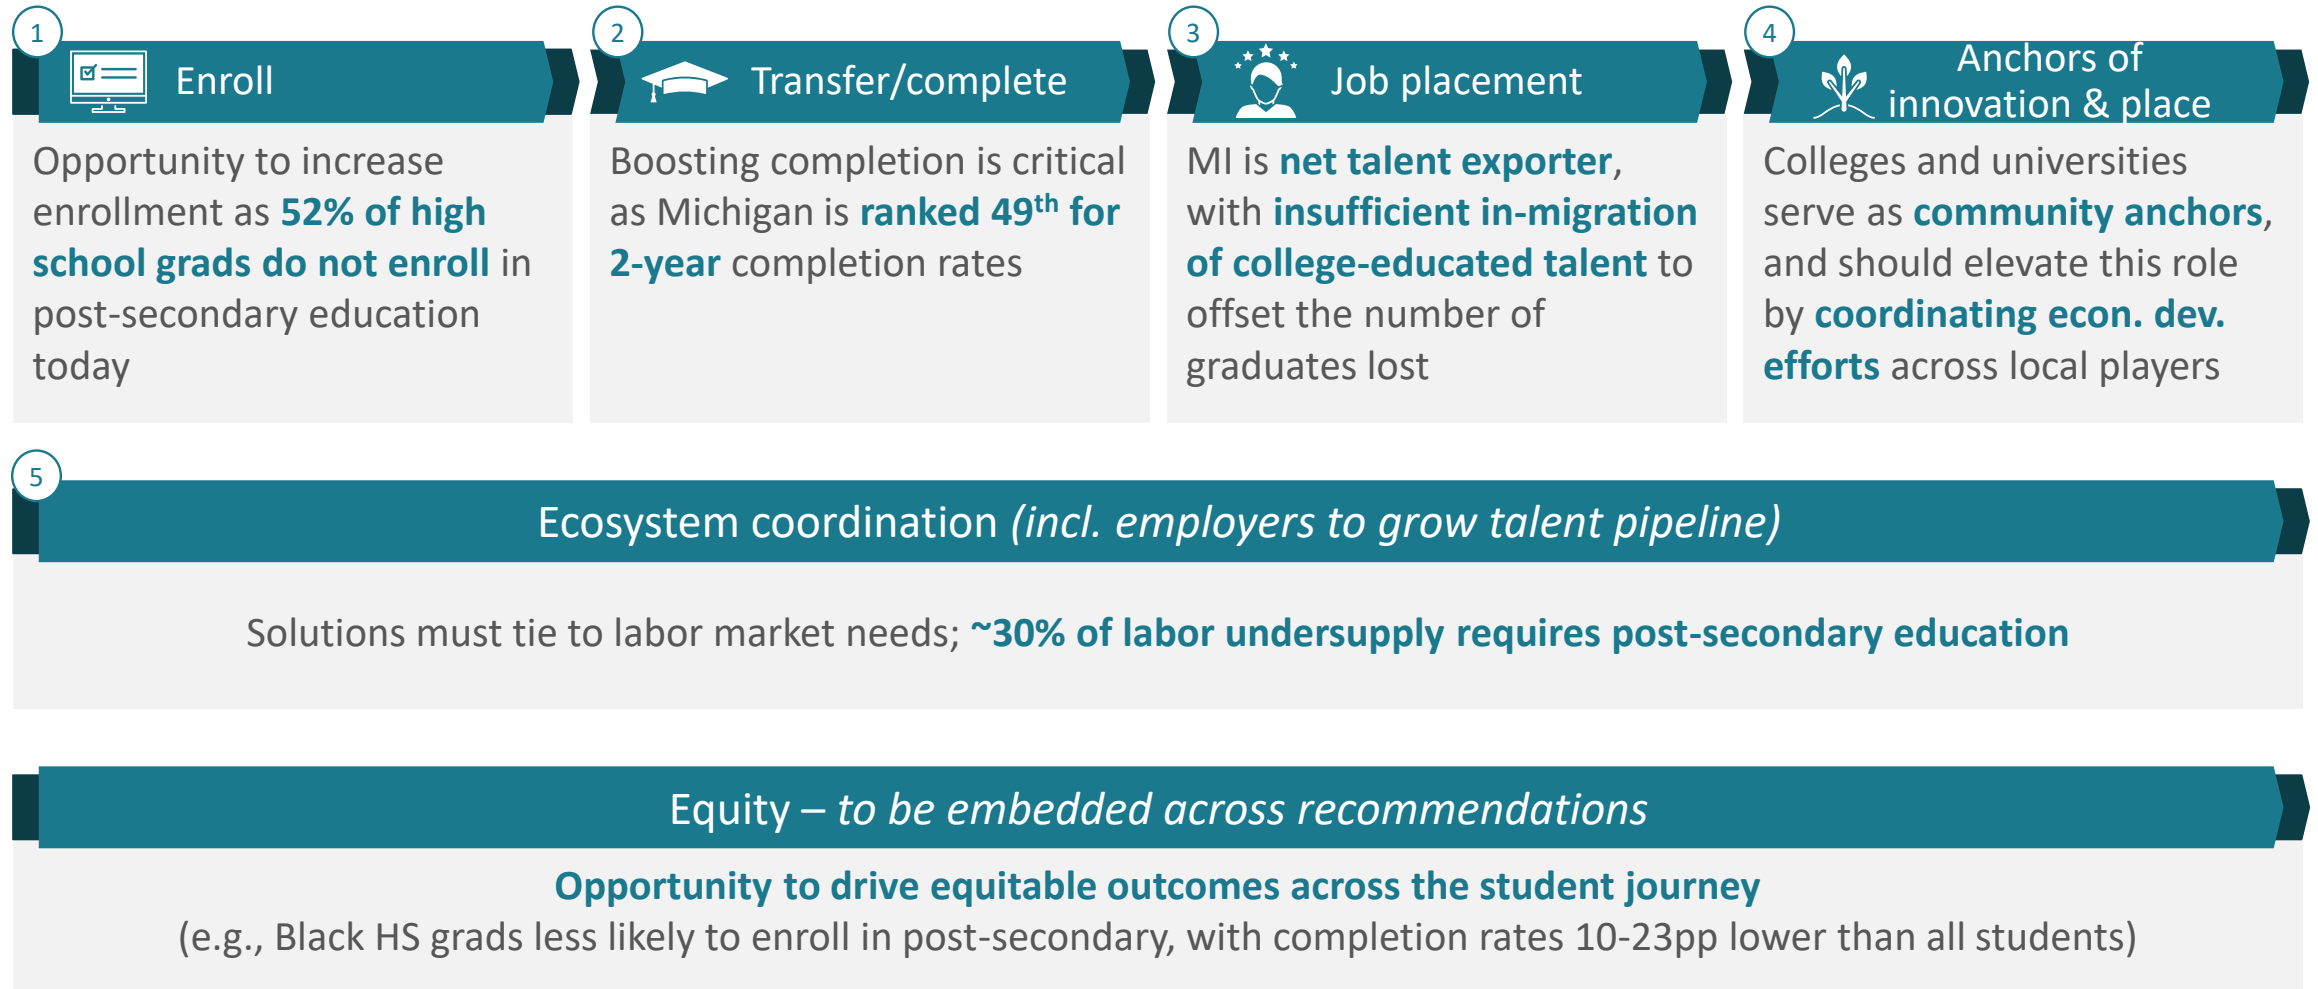 1
Enroll
Opportunity to increase
enrollment as 52% of high
school grads do not enroll in
post-secondary education
today
2
Transfer/complete
Boosting completion is critical
as Michigan is ranked 49th for
2-year completion rates
3
Job placement
MI is net talent exporter,
with insufficient in-migration
of college-educated talent to
offset the number of
graduates lost
4
Anchors of
innovation & place
Colleges and universities
serve as community anchors,
and should elevate this role
by coordinating econ. dev.
efforts across local players
5
Ecosystem coordination (incl. employers to grow talent pipeline)
Solutions must tie to labor market needs; ~30% of labor undersupply requires post-secondary education
Equity – to be embedded across recommendations
Opportunity to drive equitable outcomes across the student journey
(e.g., Black HS grads less likely to enroll in post-secondary, with completion rates 10-23pp lower than all students)